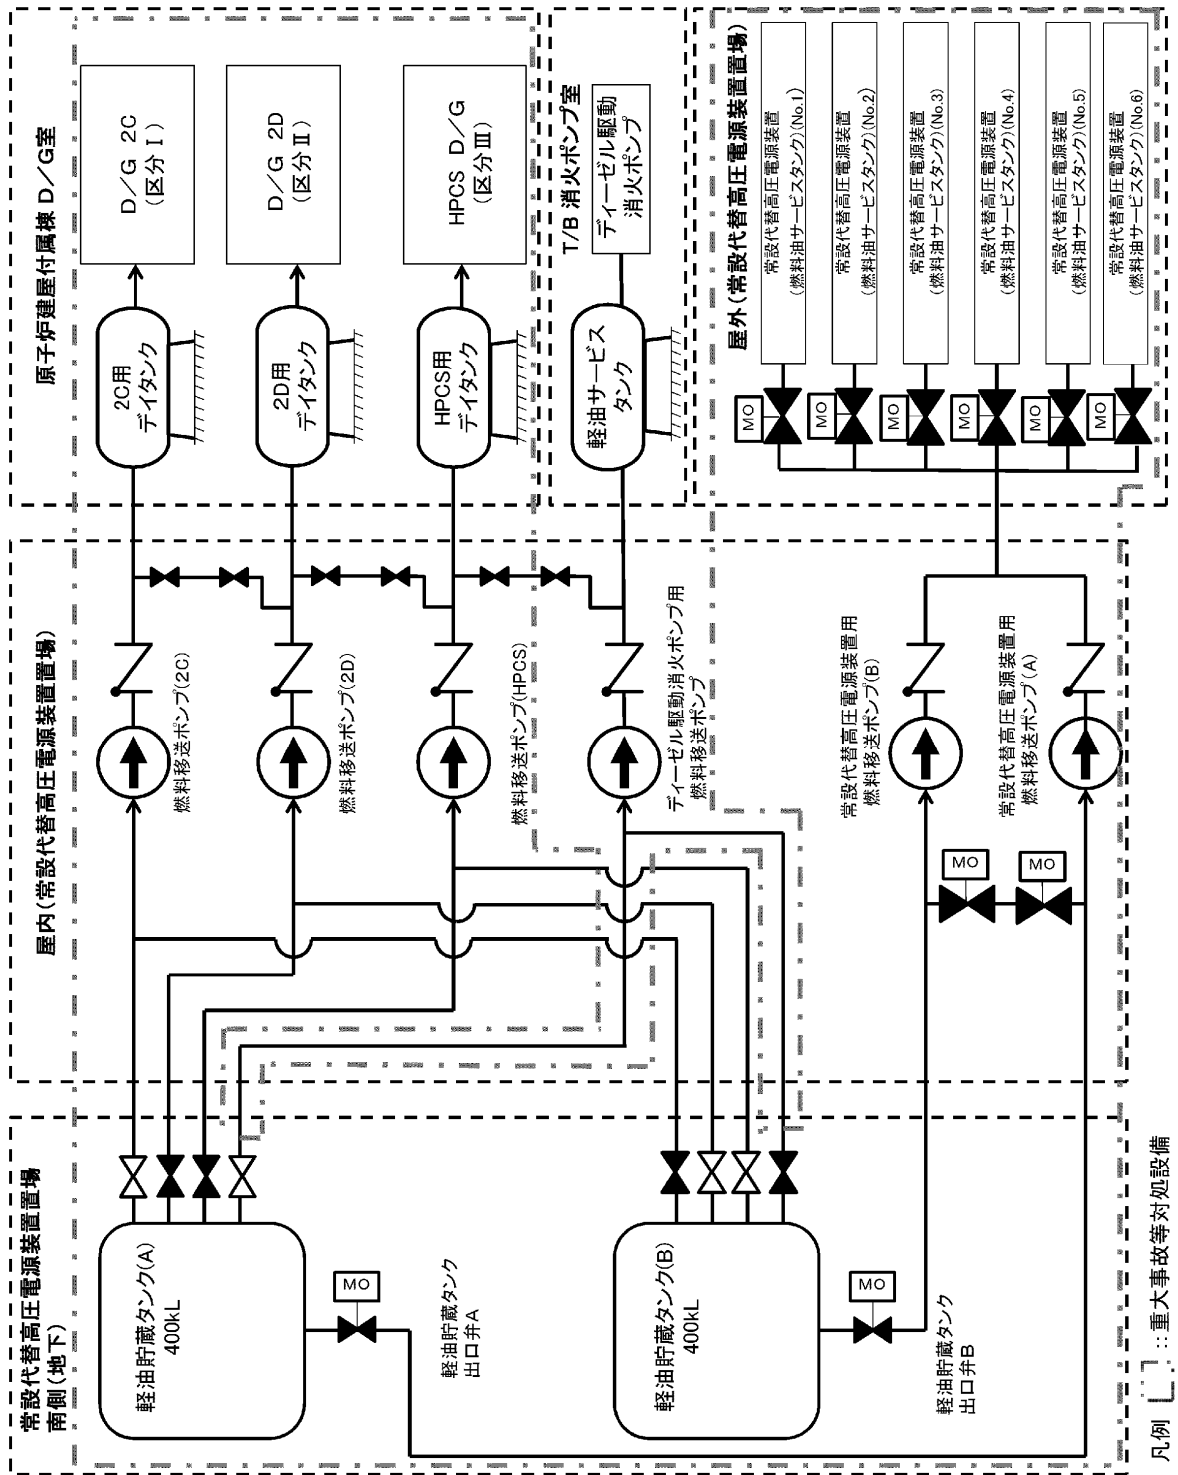 常設代替高圧電源装置置場
南側(地下)
軽油貯蔵タンク(A)
400kL
MO
軽油貯蔵タンク
出口弁A
軽油貯蔵タンク(B)
400kL
MO
軽油貯蔵タンク
出口弁B
屋内(常設代替高圧電源装置置場)
燃料移送ポンプ(2C)
燃料移送ポンプ(2D)
燃料移送ポンプ(HPCS)
ディーゼル駆動消火ポンプ用
燃料移送ポンプ
常設代替高圧電源装置用
燃料移送ポンプ(B)
常設代替高圧電源装置用
燃料移送ポンプ(A)
MO
MO
原子炉建屋付属棟 D/G室
2C用
デイタンク
D/G 2C
(区分Ⅰ)
2D用
デイタンク
D/G 2D
(区分Ⅱ)
HPCS用
デイタンク
HPCS D/G
(区分Ⅲ)
T/B 消火ポンプ室
軽油サービス
タンク
ディーゼル駆動
消火ポンプ
屋外(常設代替高圧電源装置置場)
MO
常設代替高圧電源装置
(燃料油サービスタンク)(No.1)
MO
常設代替高圧電源装置
(燃料油サービスタンク)(No.2)
MO
常設代替高圧電源装置
(燃料油サービスタンク)(No.3)
MO
常設代替高圧電源装置
(燃料油サービスタンク)(No.4)
MO
常設代替高圧電源装置
(燃料油サービスタンク)(No.5)
MO
常設代替高圧電源装置
(燃料油サービスタンク)(No.6)
凡例 ::重大事故等対処設備